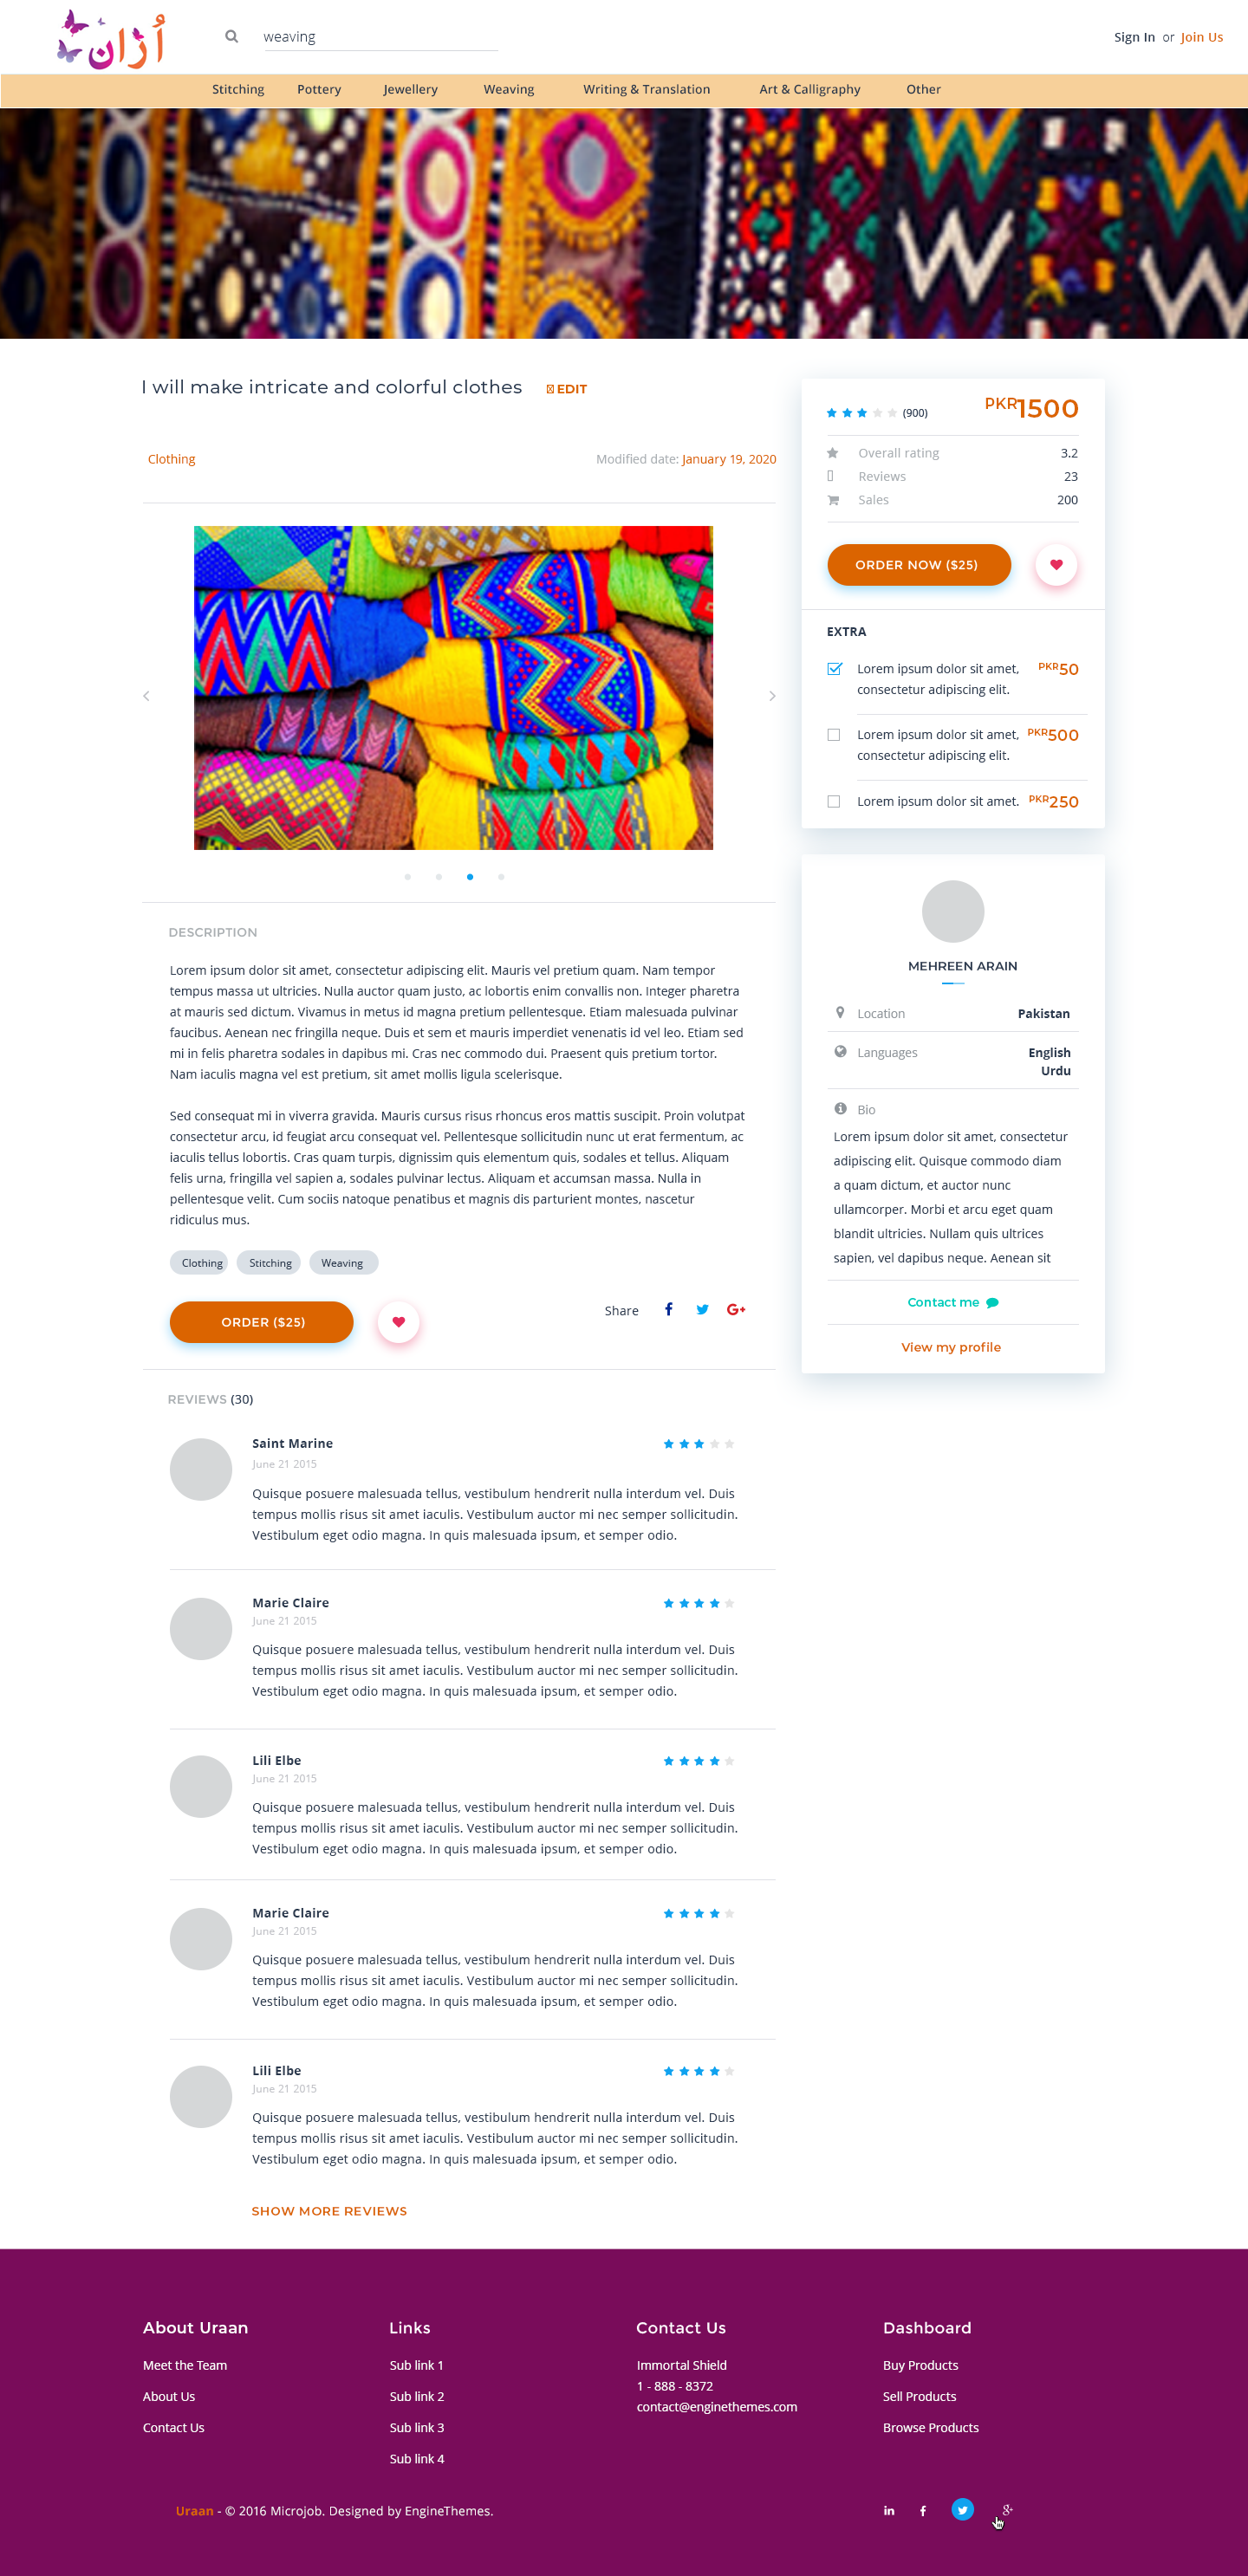 اُڑان
weaving
Sign In or Join Us
Stitching Pottery Jewellery Weaving Writing & Translation Art & Calligraphy Other
I will make intricate and colorful clothes EDIT
Clothing Modified date: January 19, 2020
DESCRIPTION
Lorem ipsum dolor sit amet, consectetur adipiscing elit. Mauris vel pretium quam. Nam tempor
tempus massa ut ultricies. Nulla auctor quam justo, ac lobortis enim convallis non. Integer pharetra
at mauris sed dictum. Vivamus in metus id magna pretium pellentesque. Etiam malesuada pulvinar
faucibus. Aenean nec fringilla neque. Duis et sem et mauris imperdiet venenatis id vel leo. Etiam sed
mi in felis pharetra sodales in dapibus mi. Cras nec commodo dui. Praesent quis pretium tortor.
Nam iaculis magna vel est pretium, sit amet mollis ligula scelerisque.
Sed consequat mi in viverra gravida. Mauris cursus risus rhoncus eros mattis suscipit. Proin volutpat
consectetur arcu, id feugiat arcu consequat vel. Pellentesque sollicitudin nunc ut erat fermentum, ac
iaculis tellus lobortis. Cras quam turpis, dignissim quis elementum quis, sodales et tellus. Aliquam
felis urna, fringilla vel sapien a, sodales pulvinar lectus. Aliquam et accumsan massa. Nulla in
pellentesque velit. Cum sociis natoque penatibus et magnis dis parturient montes, nascetur
ridiculus mus.
Clothing Stitching Weaving
ORDER ($25) Share
REVIEWS (30)
Saint Marine
June 21 2015
Quisque posuere malesuada tellus, vestibulum hendrerit nulla interdum vel. Duis
tempus mollis risus sit amet iaculis. Vestibulum auctor mi nec semper sollicitudin.
Vestibulum eget odio magna. In quis malesuada ipsum, et semper odio.
Marie Claire
June 21 2015
Quisque posuere malesuada tellus, vestibulum hendrerit nulla interdum vel. Duis
tempus mollis risus sit amet iaculis. Vestibulum auctor mi nec semper sollicitudin.
Vestibulum eget odio magna. In quis malesuada ipsum, et semper odio.
Lili Elbe
June 21 2015
Quisque posuere malesuada tellus, vestibulum hendrerit nulla interdum vel. Duis
tempus mollis risus sit amet iaculis. Vestibulum auctor mi nec semper sollicitudin.
Vestibulum eget odio magna. In quis malesuada ipsum, et semper odio.
Marie Claire
June 21 2015
Quisque posuere malesuada tellus, vestibulum hendrerit nulla interdum vel. Duis
tempus mollis risus sit amet iaculis. Vestibulum auctor mi nec semper sollicitudin.
Vestibulum eget odio magna. In quis malesuada ipsum, et semper odio.
Lili Elbe
June 21 2015
Quisque posuere malesuada tellus, vestibulum hendrerit nulla interdum vel. Duis
tempus mollis risus sit amet iaculis. Vestibulum auctor mi nec semper sollicitudin.
Vestibulum eget odio magna. In quis malesuada ipsum, et semper odio.
SHOW MORE REVIEWS
(900) PKR1500
Overall rating 3.2
Reviews 23
Sales 200
ORDER NOW ($25)
EXTRA
Lorem ipsum dolor sit amet, PKR50
consectetur adipiscing elit.
Lorem ipsum dolor sit amet, PKR500
consectetur adipiscing elit.
Lorem ipsum dolor sit amet. PKR250
MEHREEN ARAIN
Location Pakistan
Languages English
Urdu
Bio
Lorem ipsum dolor sit amet, consectetur
adipiscing elit. Quisque commodo diam
a quam dictum, et auctor nunc
ullamcorper. Morbi et arcu eget quam
blandit ultricies. Nullam quis ultrices
sapien, vel dapibus neque. Aenean sit
Contact me
View my profile
About Uraan
Meet the Team
About Us
Contact Us
Links
Sub link 1
Sub link 2
Sub link 3
Sub link 4
Contact Us
Immortal Shield
1 - 888 - 8372
contact@enginethemes.com
Dashboard
Buy Products
Sell Products
Browse Products
Uraan - © 2016 Microjob. Designed by EngineThemes.